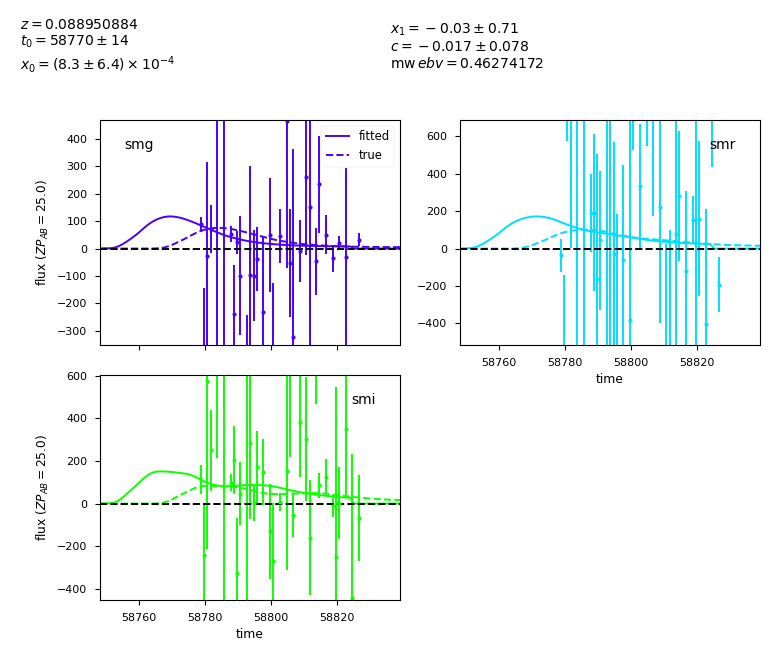 z = 0.088950884
t₀ = 58770 ± 14
x₀ = (8.3 ± 6.4) × 10⁻⁴
x₁ = −0.03 ± 0.71
c = −0.017 ± 0.078
mw ebv = 0.46274172
smg
fitted
true
400
300
200
100
0
−100
−200
−300
flux (ZP_AB = 25.0)
smr
600
400
200
0
−200
−400
58760 58780 58800 58820
time
smi
600
400
200
0
−200
−400
flux (ZP_AB = 25.0)
58760 58780 58800 58820
time